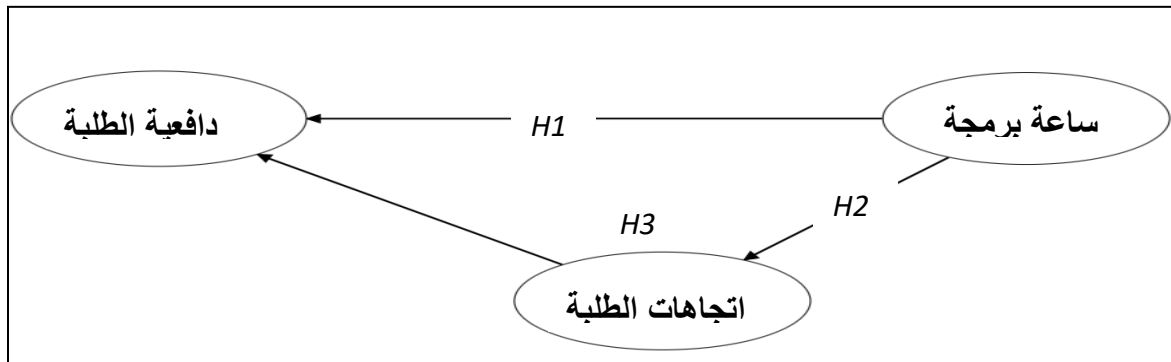 ساعة برمجة
H1
دافعية الطلبة
H2
H3
اتجاهات الطلبة